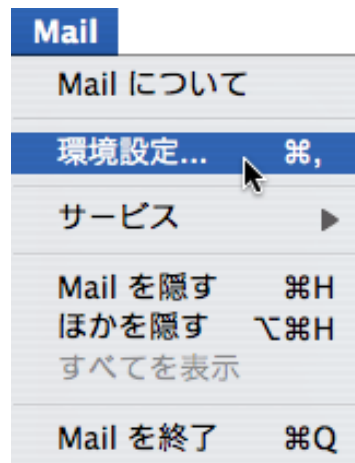 Mail
Mail について
環境設定... ⌘,
サービス ▶
Mail を隠す ⌘H
ほかを隠す ⌥⌘H
すべてを表示
Mail を終了 ⌘Q